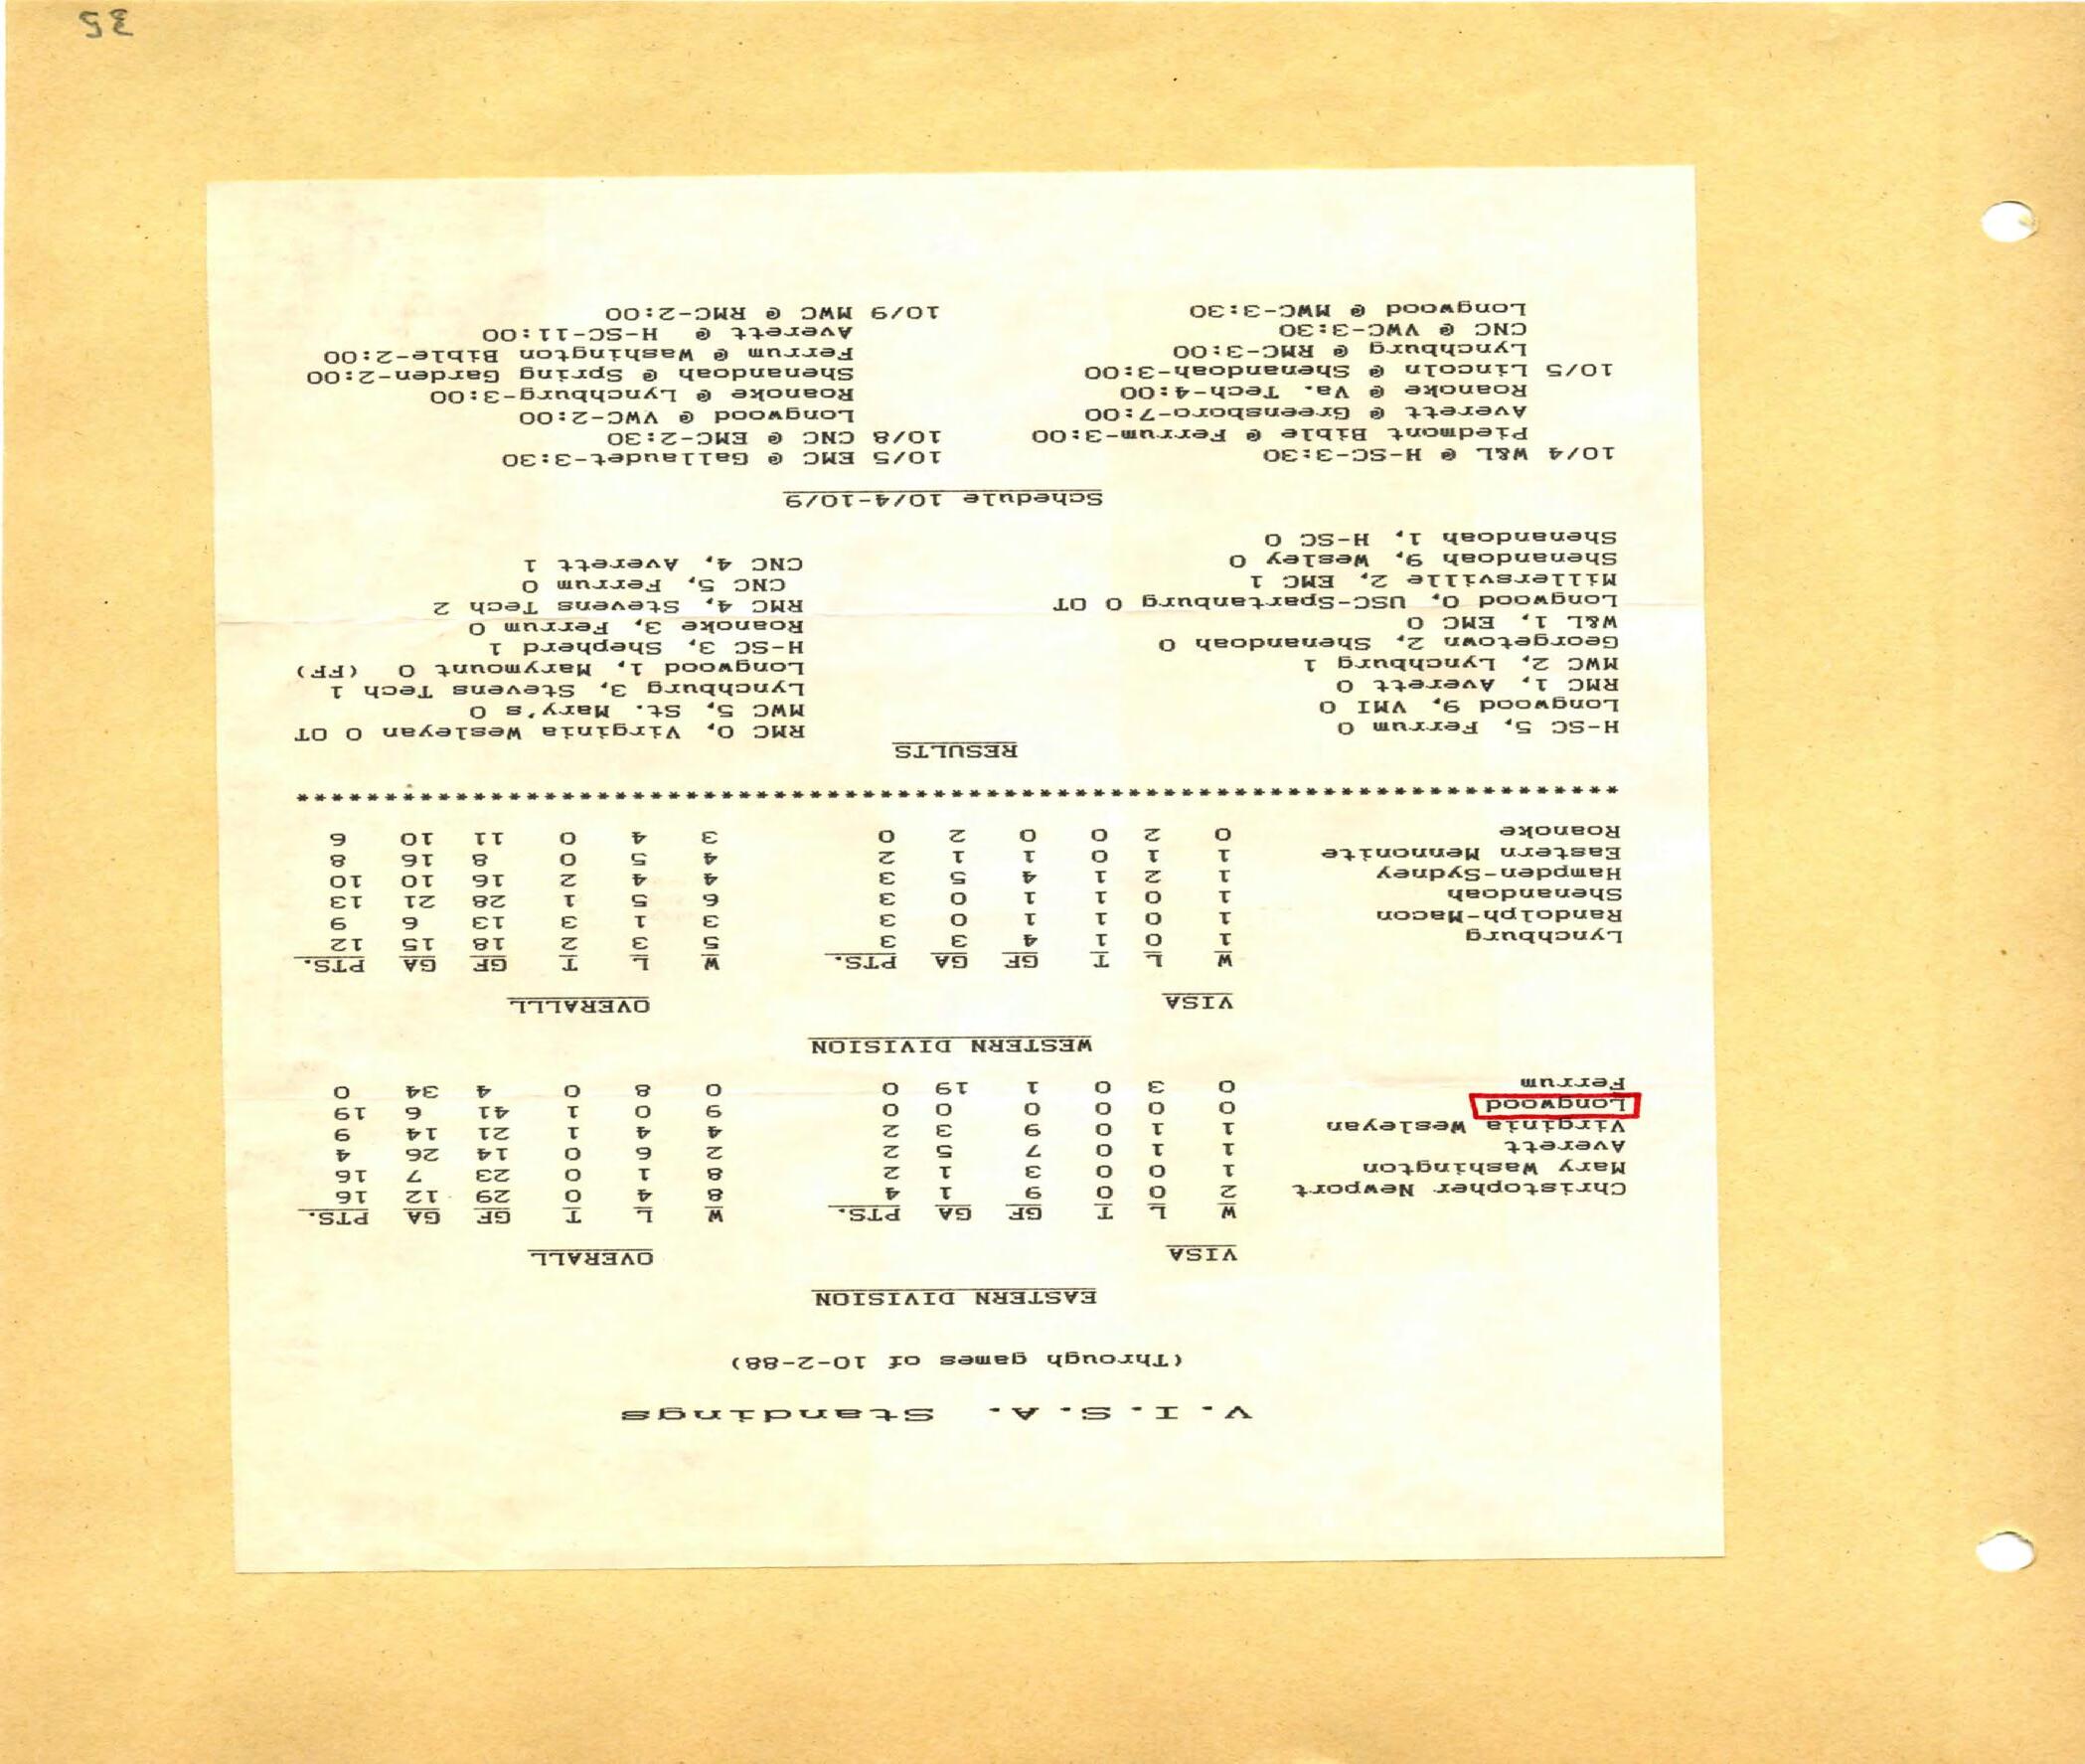 V.I.S.A. Standings
(Through games of 10-2-88)
EASTERN DIVISION
VISA OVERALL
W L T GF GA PTS. W L T GF GA PTS.
Christopher Newport 2 0 0 9 1 4 8 4 0 29 12 16
Mary Washington 1 0 0 3 1 2 8 1 0 23 7 16
Averett 1 1 0 7 5 2 2 6 0 14 26 4
Virginia Wesleyan 1 1 0 9 3 2 4 4 1 21 14 9
Longwood 0 0 0 0 0 0 9 0 1 41 6 19
Ferrum 0 3 0 1 19 0 0 8 0 4 34 0
WESTERN DIVISION
VISA OVERALLL
W L T GF GA PTS. W L T GF GA PTS.
Lynchburg 1 0 1 4 3 3 5 3 2 18 15 12
Randolph-Macon 1 0 1 1 0 3 3 1 3 13 6 9
Shenandoah 1 0 1 1 0 3 6 5 1 28 21 13
Hampden-Sydney 1 2 1 4 5 3 4 4 2 16 10 10
Eastern Mennonite 1 1 0 1 1 2 4 5 0 8 16 8
Roanoke 0 2 0 0 2 0 3 4 0 11 10 6
***************************************************************************
RESULTS
H-SC 5, Ferrum 0
Longwood 9, VMI 0
RMC 1, Averett 0
MWC 2, Lynchburg 1
Georgetown 2, Shenandoah 0
W&L 1, EMC 0
Longwood 0, USC-Spartanburg 0 OT
Millersville 2, EMC 1
Shenandoah 9, Wesley 0
Shenandoah 1, H-SC 0
RMC 0, Virginia Wesleyan 0 OT
MWC 5, St. Mary's 0
Lynchburg 3, Stevens Tech 1
Longwood 1, Marymount 0 (FF)
H-SC 3, Shepherd 1
Roanoke 3, Ferrum 0
RMC 4, Stevens Tech 2
CNC 5, Ferrum 0
CNC 4, Averett 1
Schedule 10/4-10/9
10/4 W&L @ H-SC-3:30
Piedmont Bible @ Ferrum-3:00
Averett @ Greensboro-7:00
Roanoke @ Va. Tech-4:00
10/5 Lincoln @ Shenandoah-3:00
Lynchburg @ RMC-3:00
CNC @ VWC-3:30
Longwood @ MWC-3:30
10/5 EMC @ Gallaudet-3:30
10/8 CNC @ EMC-2:30
Longwood @ VWC-2:00
Roanoke @ Lynchburg-3:00
Shenandoah @ Spring Garden-2:00
Ferrum @ Washington Bible-2:00
Averett @ H-SC-11:00
10/9 MWC @ RMC-2:00
35